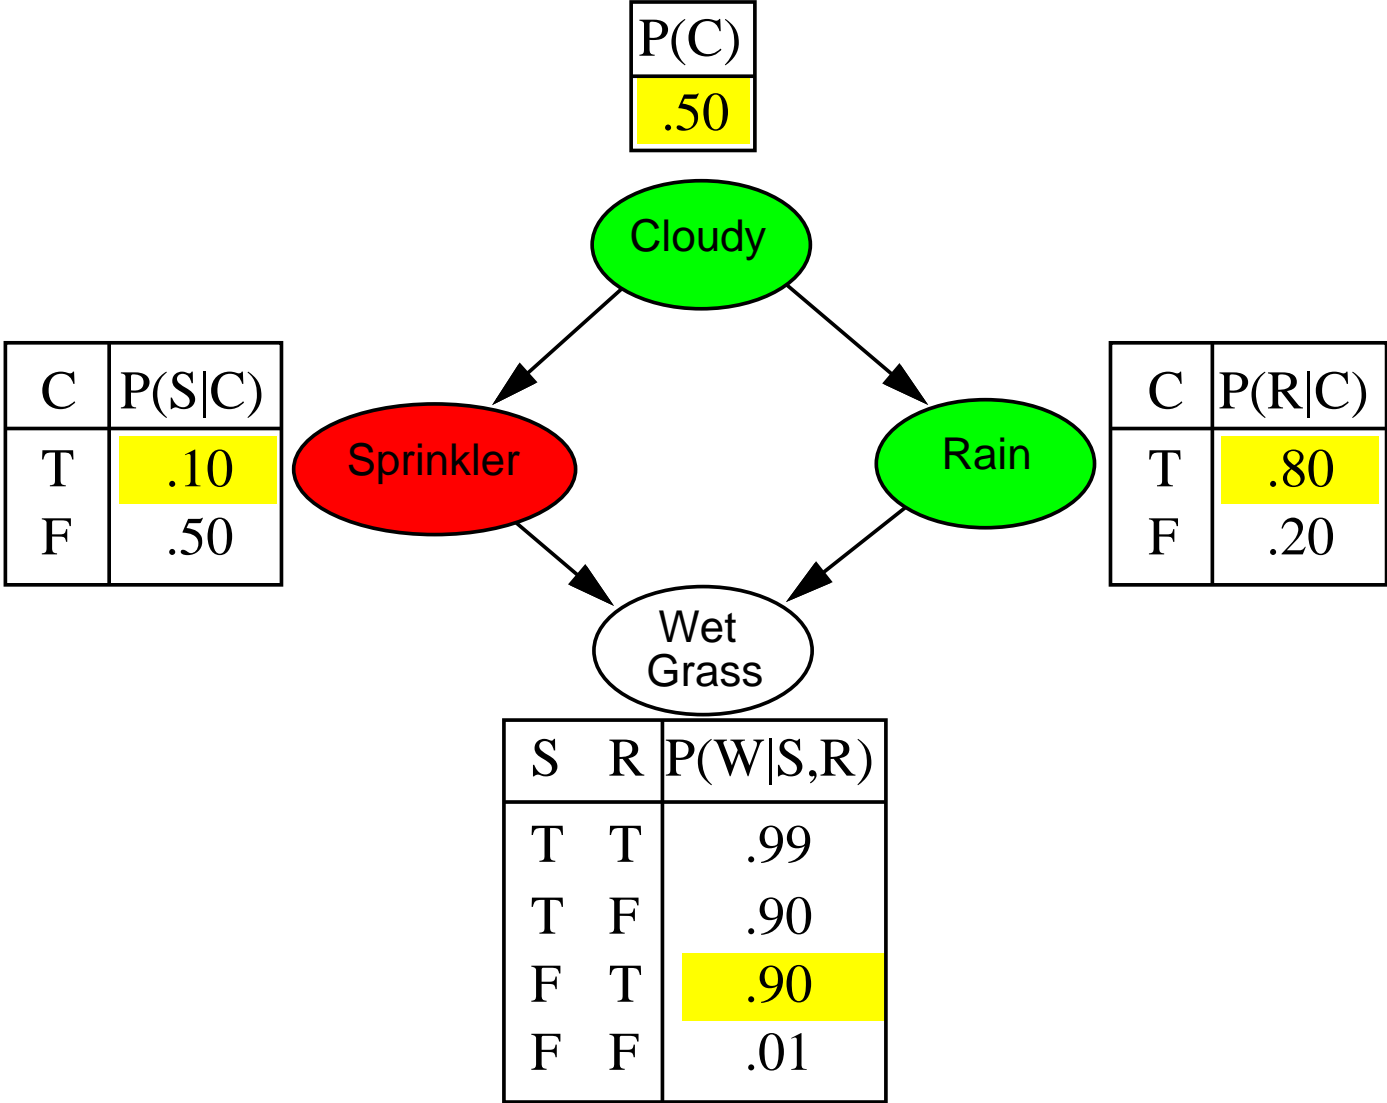 P(C)
.50
Cloudy
C P(S|C)
T .10
F .50
Sprinkler
Rain
C P(R|C)
T .80
F .20
Wet
Grass
S R P(W|S,R)
T T .99
T F .90
F T .90
F F .01